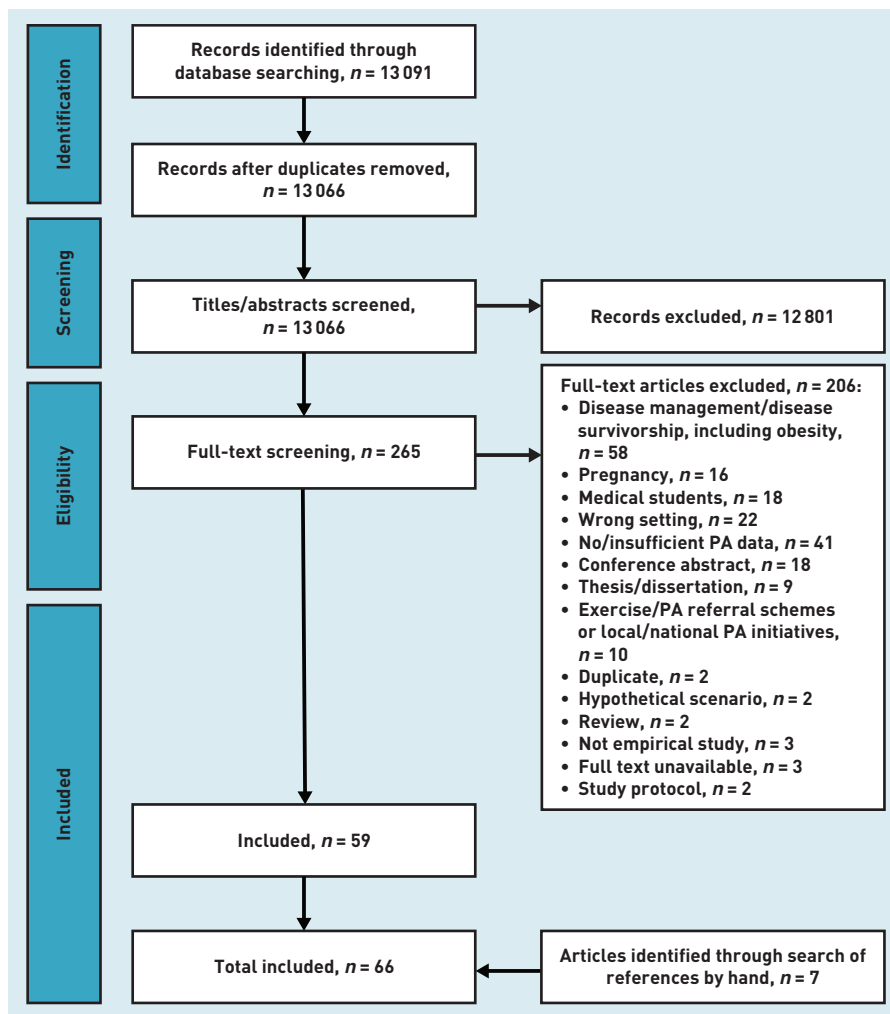 Identification
Records identified through
database searching, n = 13 091
Records after duplicates removed,
n = 13 066
Screening
Titles/abstracts screened,
n = 13 066
Records excluded, n = 12 801
Eligibility
Full-text screening, n = 265
Full-text articles excluded, n = 206:
• Disease management/disease
survivorship, including obesity,
n = 58
• Pregnancy, n = 16
• Medical students, n = 18
• Wrong setting, n = 22
• No/insufficient PA data, n = 41
• Conference abstract, n = 18
• Thesis/dissertation, n = 9
• Exercise/PA referral schemes
or local/national PA initiatives,
n = 10
• Duplicate, n = 2
• Hypothetical scenario, n = 2
• Review, n = 2
• Not empirical study, n = 3
• Full text unavailable, n = 3
• Study protocol, n = 2
Included
Included, n = 59
Total included, n = 66
Articles identified through search of
references by hand, n = 7